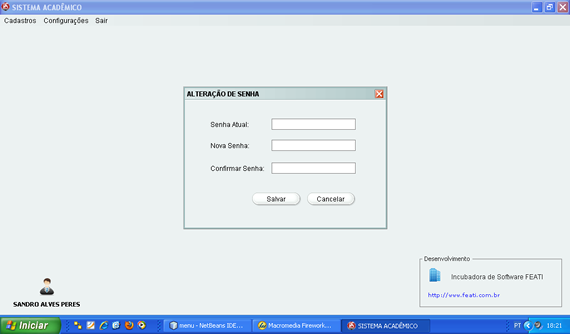 SISTEMA ACADÊMICO
Cadastros Configurações Sair
ALTERAÇÃO DE SENHA
Senha Atual:
Nova Senha:
Confirmar Senha:
Salvar Cancelar
Desenvolvimento
Incubadora de Software FEATI
http://www.feati.com.br
SANDRO ALVES PERES
Iniciar menu - NetBeans IDE... Macromedia Firework... SISTEMA ACADÊMICO PT 18:21